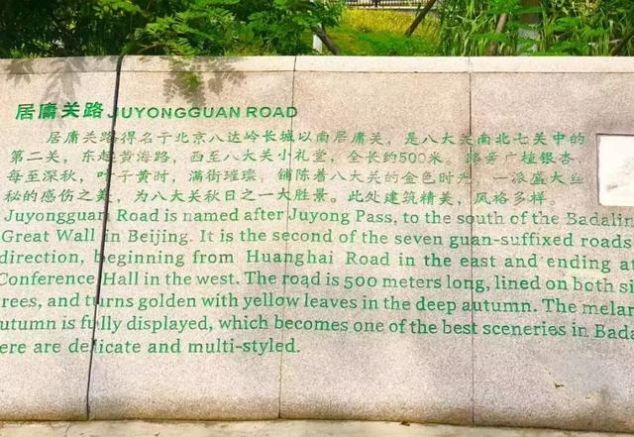 居庸关路 JUYONGGUAN ROAD
居庸关路得名于北京八达岭长城以南居庸关，是八大关南北七关中的
第二关，东起黄海路，西至八大关小礼堂，全长约500米。路旁广植银杏
每至深秋，叶子黄时，满街璀璨，铺陈着八大关的金色时光，一派盛大丝
秘的感伤之美，为八大关秋日之一大胜景。此处建筑精美，风格多样。
Juyongguan Road is named after Juyong Pass, to the south of the Badalin
Great Wall in Beijing. It is the second of the seven guan-suffixed roads
direction, beginning from Huanghai Road in the east and ending at
Conference Hall in the west. The road is 500 meters long, lined on both si
rees, and turns golden with yellow leaves in the deep autumn. The melan
utumn is fully displayed, which becomes one of the best sceneries in Bada
ere are delicate and multi-styled.